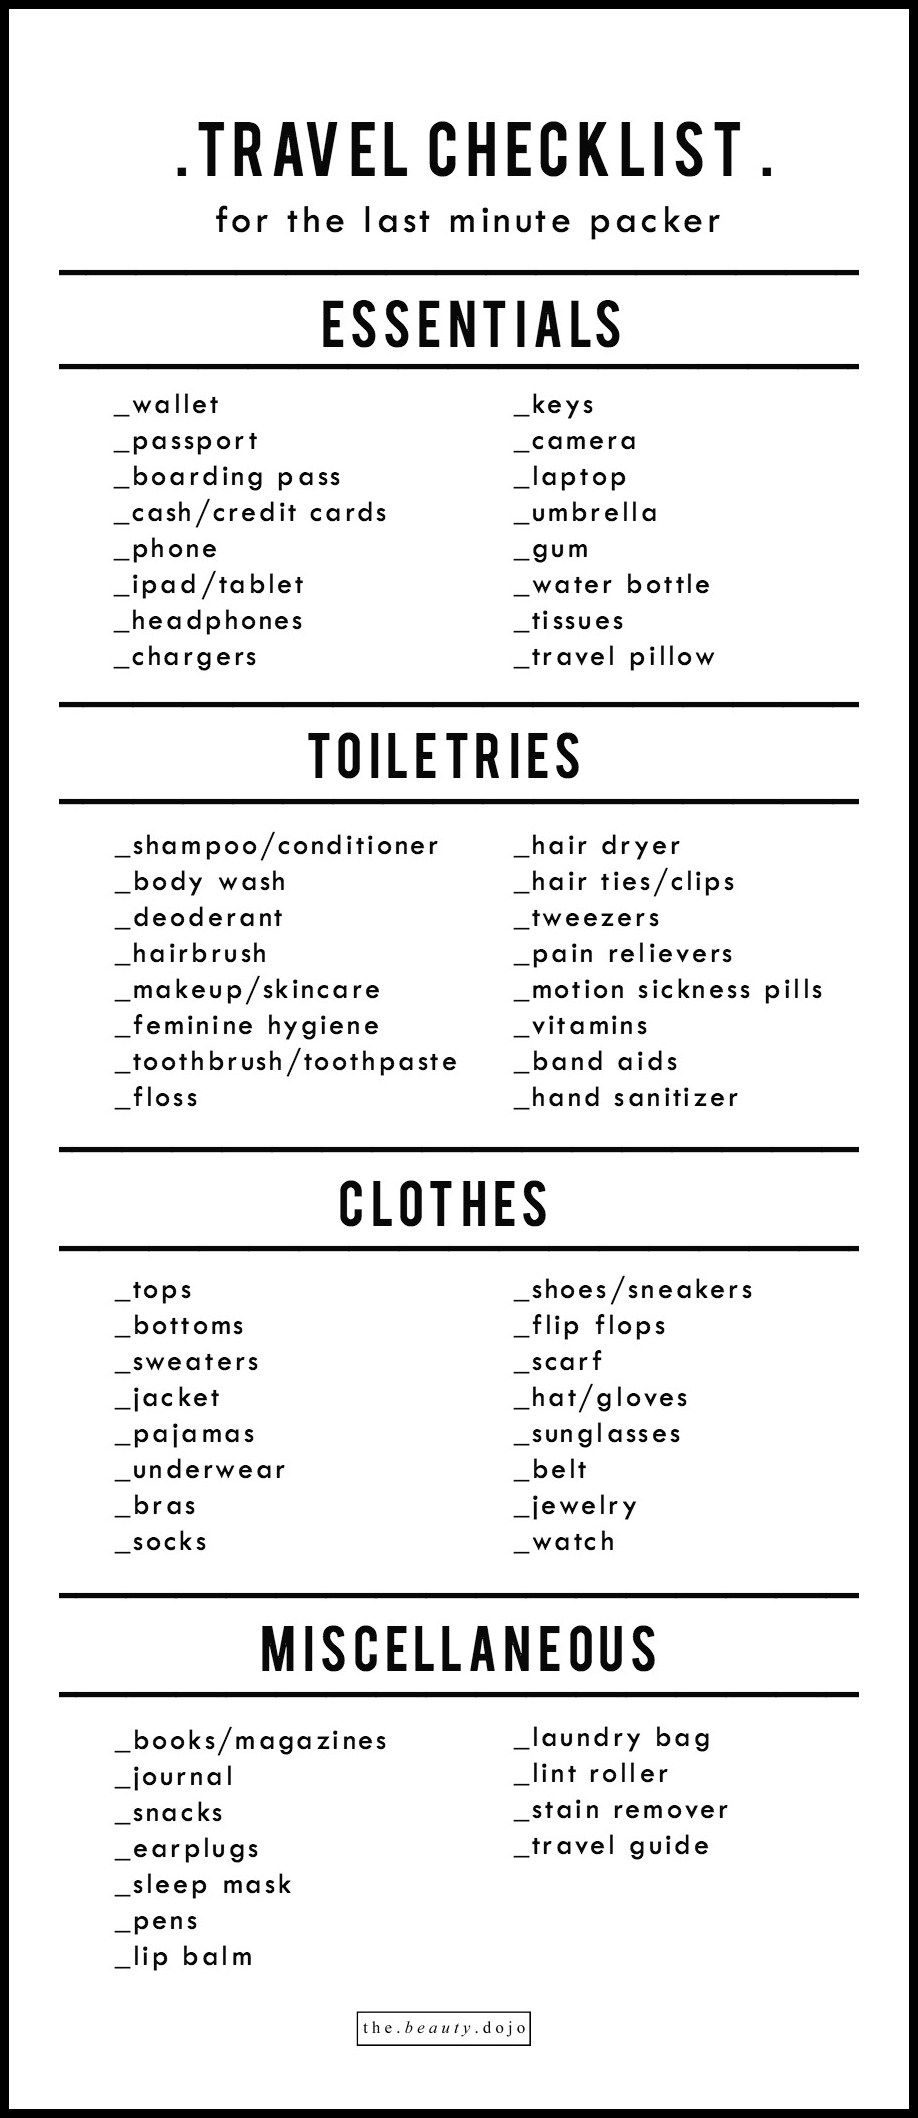 .TRAVEL CHECKLIST.
for the last minute packer
ESSENTIALS
_wallet
_passport
_boarding pass
_cash/credit cards
_phone
_ipad/tablet
_headphones
_chargers
_keys
_camera
_laptop
_umbrella
_gum
_water bottle
_tissues
_travel pillow
TOILETRIES
_shampoo/conditioner
_body wash
_deoderant
_hairbrush
_makeup/skincare
_feminine hygiene
_toothbrush/toothpaste
_floss
_hair dryer
_hair ties/clips
_tweezers
_pain relievers
_motion sickness pills
_vitamins
_band aids
_hand sanitizer
CLOTHES
_tops
_bottoms
_sweaters
_jacket
_pajamas
_underwear
_bras
_socks
_shoes/sneakers
_flip flops
_scarf
_hat/gloves
_sunglasses
_belt
_jewelry
_watch
MISCELLANEOUS
_books/magazines
_journal
_snacks
_earplugs
_sleep mask
_pens
_lip balm
_laundry bag
_lint roller
_stain remover
_travel guide
the.beauty.dojo